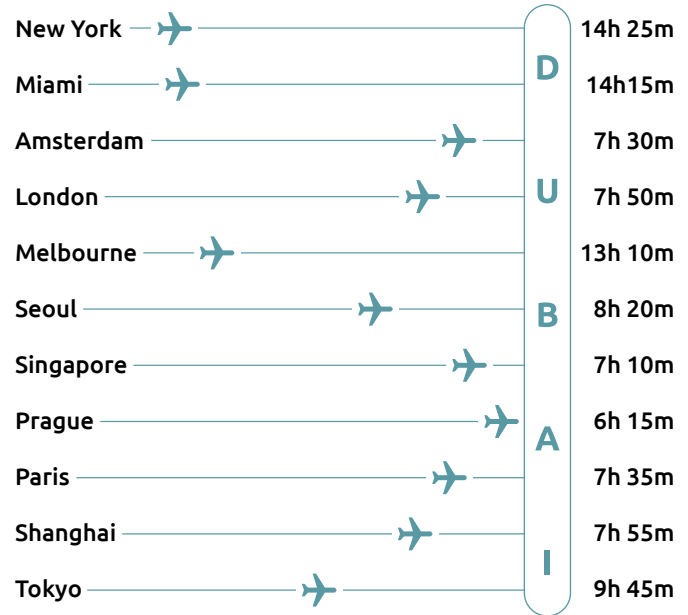 New York 14h 25m
Miami 14h15m
Amsterdam 7h 30m
London 7h 50m
Melbourne 13h 10m
Seoul 8h 20m
Singapore 7h 10m
Prague 6h 15m
Paris 7h 35m
Shanghai 7h 55m
Tokyo 9h 45m
DUBAI